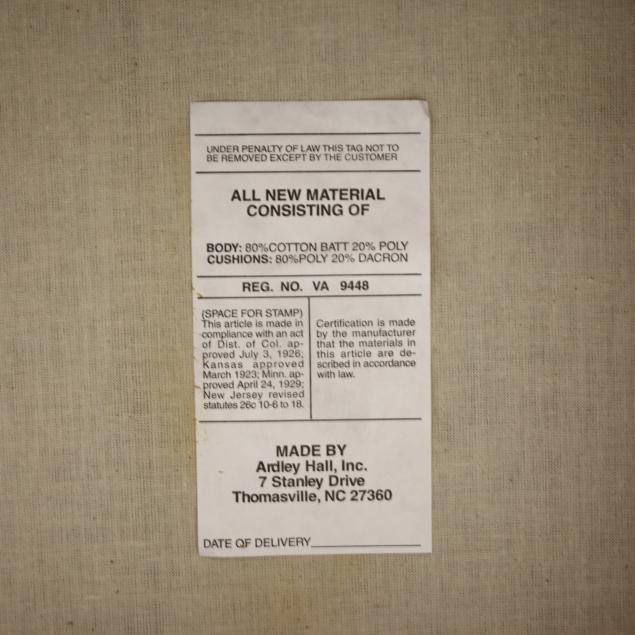 UNDER PENALTY OF LAW THIS TAG NOT TO
BE REMOVED EXCEPT BY THE CUSTOMER
ALL NEW MATERIAL
CONSISTING OF
BODY: 80%COTTON BATT 20% POLY
CUSHIONS: 80%POLY 20% DACRON
REG. NO. VA 9448
(SPACE FOR STAMP)
This article is made in
compliance with an act
of Dist. of Col. ap-
proved July 3, 1926;
Kansas approved
March 1923; Minn. ap-
proved April 24, 1929;
New Jersey revised
statutes 26c 10-6 to 18.
Certification is made
by the manufacturer
that the materials in
this article are de-
scribed in accordance
with law.
MADE BY
Ardley Hall, Inc.
7 Stanley Drive
Thomasville, NC 27360
DATE OF DELIVERY